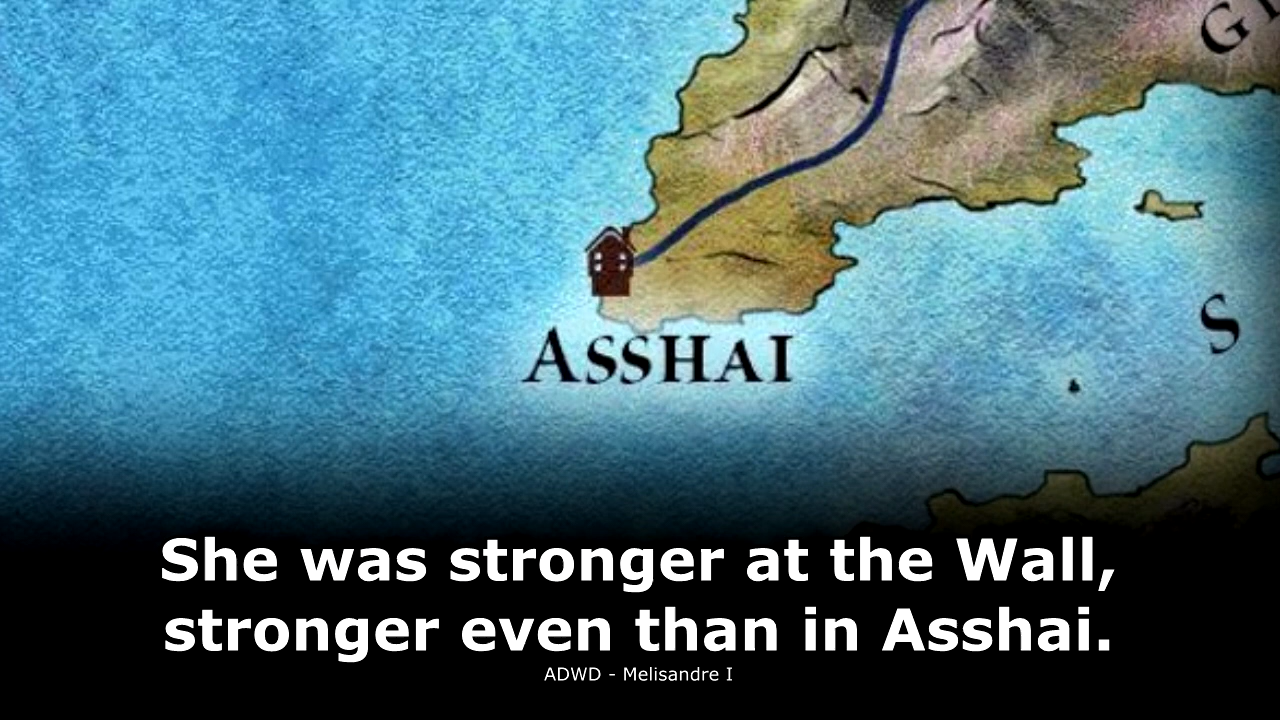 G
ASSHAI
S
She was stronger at the Wall,
stronger even than in Asshai.
ADWD - Melisandre I